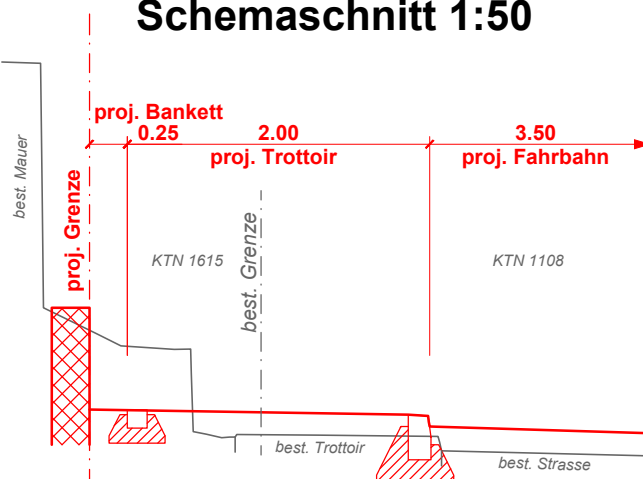 Schemaschnitt 1:50
proj. Bankett
0.25
2.00
3.50
proj. Trottoir
proj. Fahrbahn
best. Mauer
proj. Grenze
best. Grenze
KTN 1615
KTN 1108
best. Trottoir
best. Strasse